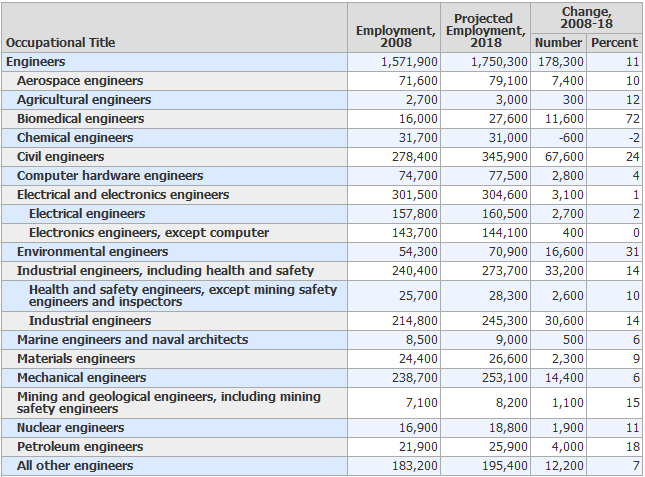 Occupational Title Employment, 2008 Projected Employment, 2018 Change, 2008-18
Number Percent
Engineers 1,571,900 1,750,300 178,300 11
Aerospace engineers 71,600 79,100 7,400 10
Agricultural engineers 2,700 3,000 300 12
Biomedical engineers 16,000 27,600 11,600 72
Chemical engineers 31,700 31,000 -600 -2
Civil engineers 278,400 345,900 67,600 24
Computer hardware engineers 74,700 77,500 2,800 4
Electrical and electronics engineers 301,500 304,600 3,100 1
Electrical engineers 157,800 160,500 2,700 2
Electronics engineers, except computer 143,700 144,100 400 0
Environmental engineers 54,300 70,900 16,600 31
Industrial engineers, including health and safety 240,400 273,700 33,200 14
Health and safety engineers, except mining safety
engineers and inspectors 25,700 28,300 2,600 10
Industrial engineers 214,800 245,300 30,600 14
Marine engineers and naval architects 8,500 9,000 500 6
Materials engineers 24,400 26,600 2,300 9
Mechanical engineers 238,700 253,100 14,400 6
Mining and geological engineers, including mining
safety engineers 7,100 8,200 1,100 15
Nuclear engineers 16,900 18,800 1,900 11
Petroleum engineers 21,900 25,900 4,000 18
All other engineers 183,200 195,400 12,200 7